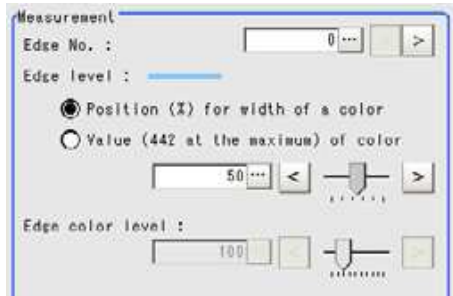 Measurement
Edge No. : 0 ... < >
Edge level :
Position (%) for width of a color
Value (442 at the maximum) of color
50 ... < >
Edge color level :
100 < >